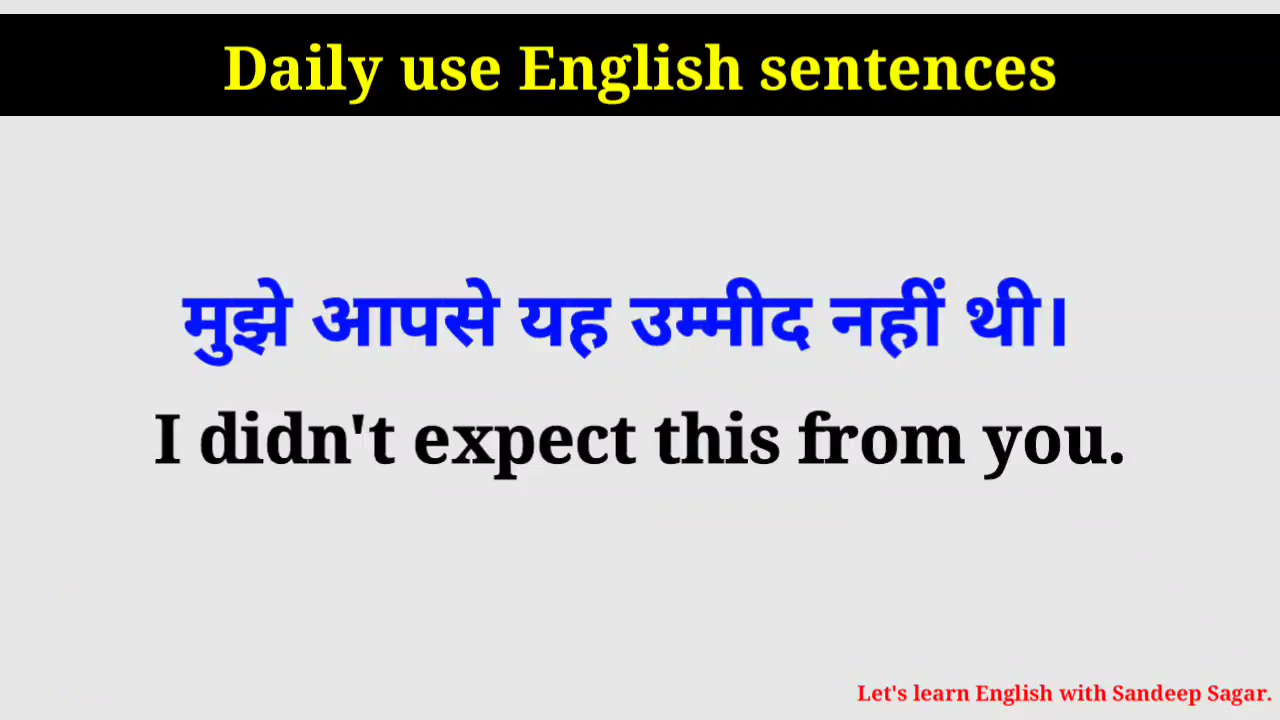 Daily use English sentences
मुझे आपसे यह उम्मीद नहीं थी।
I didn't expect this from you.
Let's learn English with Sandeep Sagar.